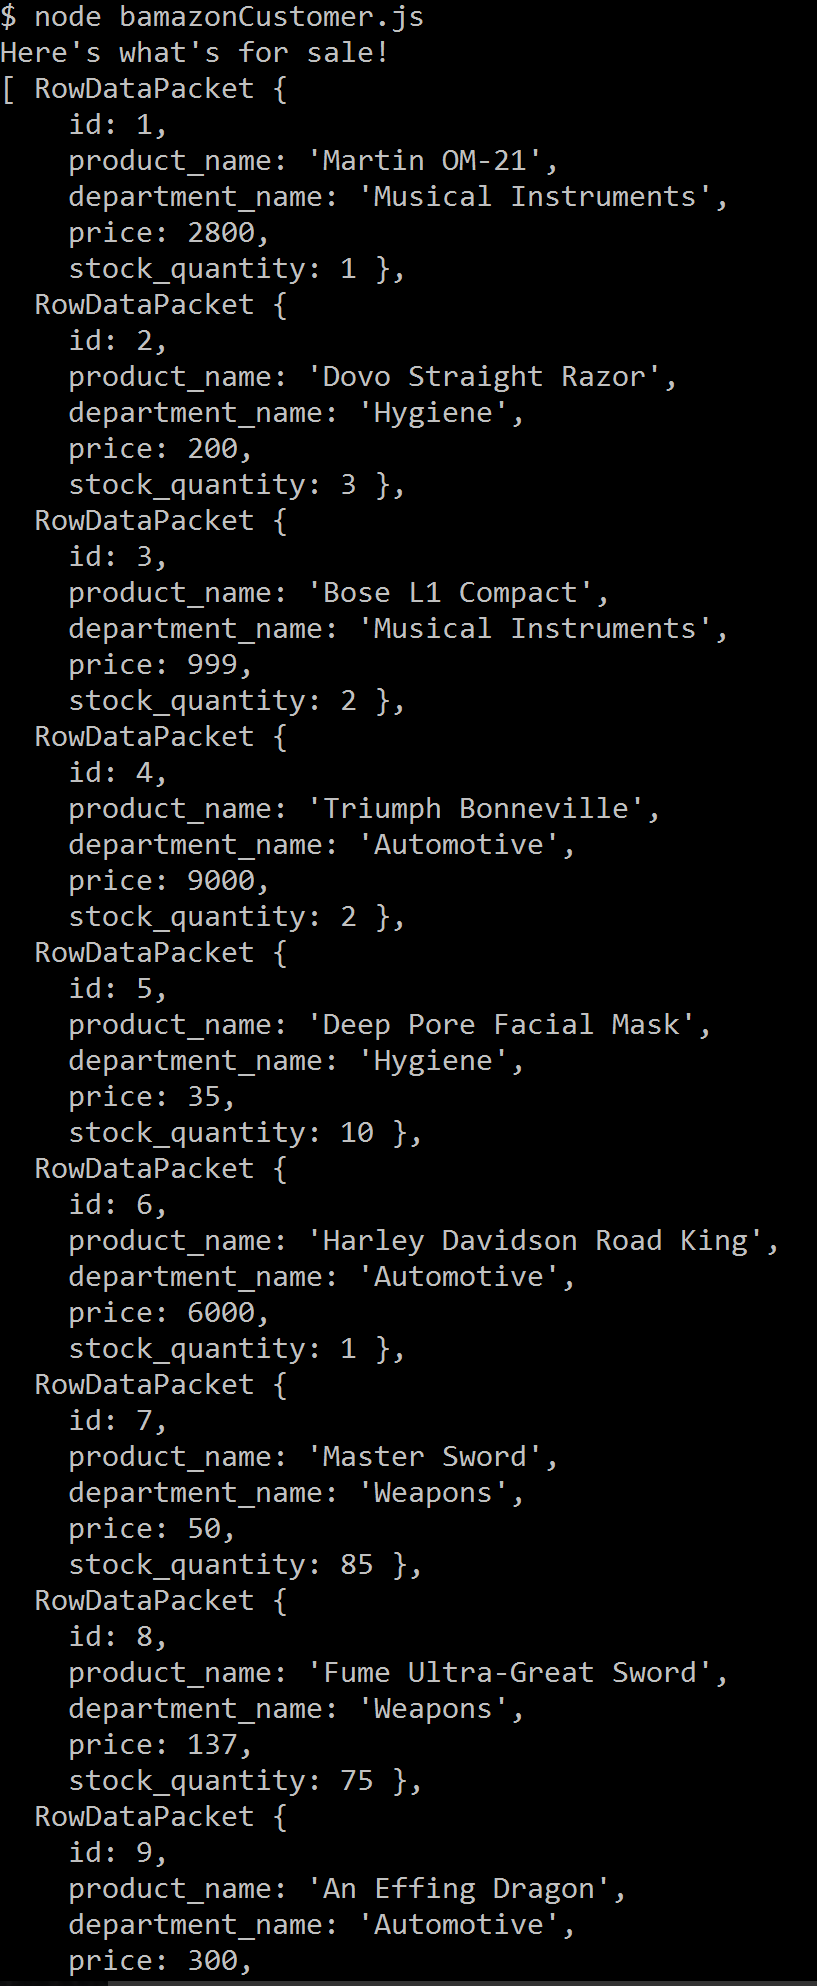 $ node bamazonCustomer.js
Here's what's for sale!
[ RowDataPacket {
    id: 1,
    product_name: 'Martin OM-21',
    department_name: 'Musical Instruments',
    price: 2800,
    stock_quantity: 1 },
  RowDataPacket {
    id: 2,
    product_name: 'Dovo Straight Razor',
    department_name: 'Hygiene',
    price: 200,
    stock_quantity: 3 },
  RowDataPacket {
    id: 3,
    product_name: 'Bose L1 Compact',
    department_name: 'Musical Instruments',
    price: 999,
    stock_quantity: 2 },
  RowDataPacket {
    id: 4,
    product_name: 'Triumph Bonneville',
    department_name: 'Automotive',
    price: 9000,
    stock_quantity: 2 },
  RowDataPacket {
    id: 5,
    product_name: 'Deep Pore Facial Mask',
    department_name: 'Hygiene',
    price: 35,
    stock_quantity: 10 },
  RowDataPacket {
    id: 6,
    product_name: 'Harley Davidson Road King',
    department_name: 'Automotive',
    price: 6000,
    stock_quantity: 1 },
  RowDataPacket {
    id: 7,
    product_name: 'Master Sword',
    department_name: 'Weapons',
    price: 50,
    stock_quantity: 85 },
  RowDataPacket {
    id: 8,
    product_name: 'Fume Ultra-Great Sword',
    department_name: 'Weapons',
    price: 137,
    stock_quantity: 75 },
  RowDataPacket {
    id: 9,
    product_name: 'An Effing Dragon',
    department_name: 'Automotive',
    price: 300,